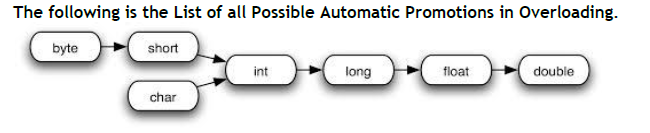 The following is the List of all Possible Automatic Promotions in Overloading.
byte
short
int
long
float
double
char